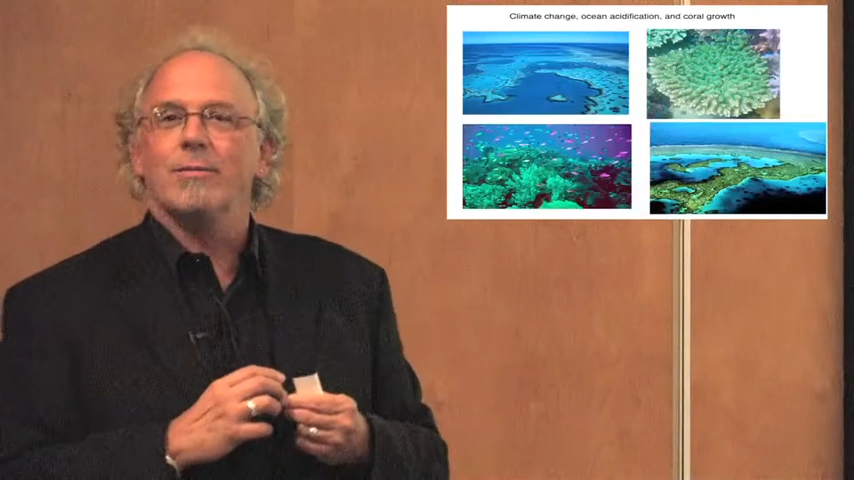 Climate change, ocean acidification, and coral growth